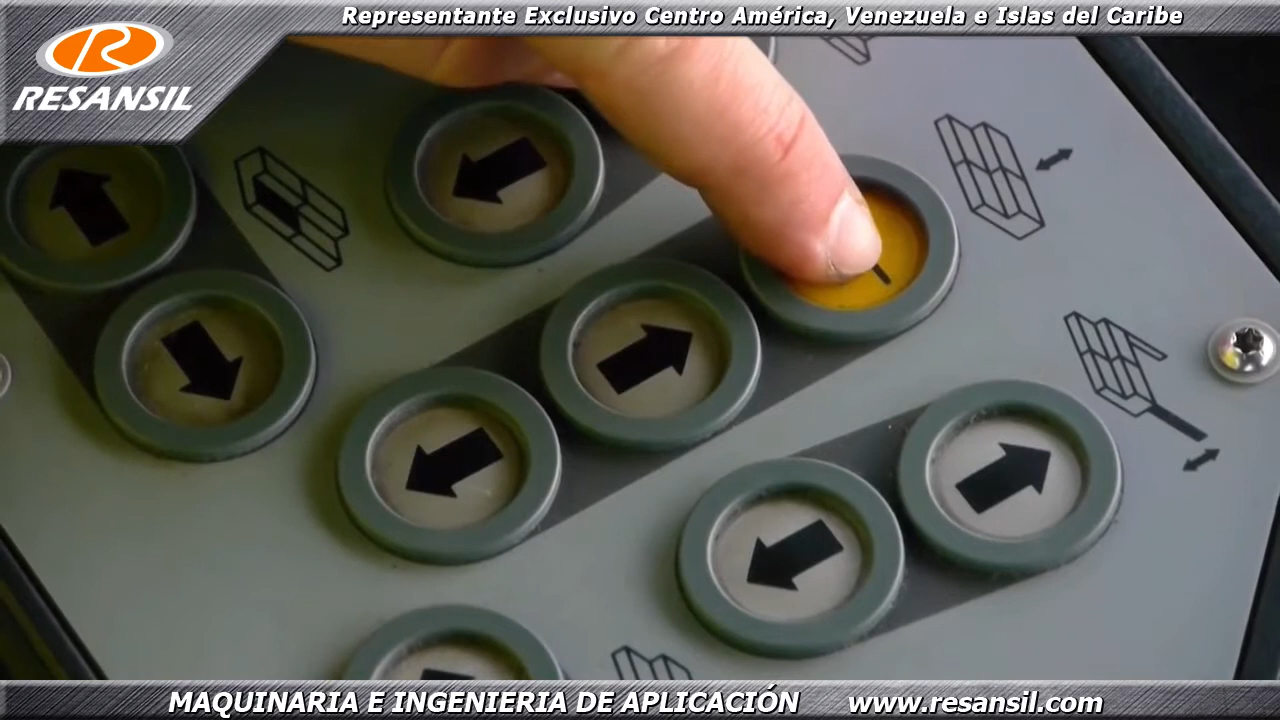 Representante Exclusivo Centro América, Venezuela e Islas del Caribe
R
RESANSIL
MAQUINARIA E INGENIERIA DE APLICACIÓN www.resansil.com